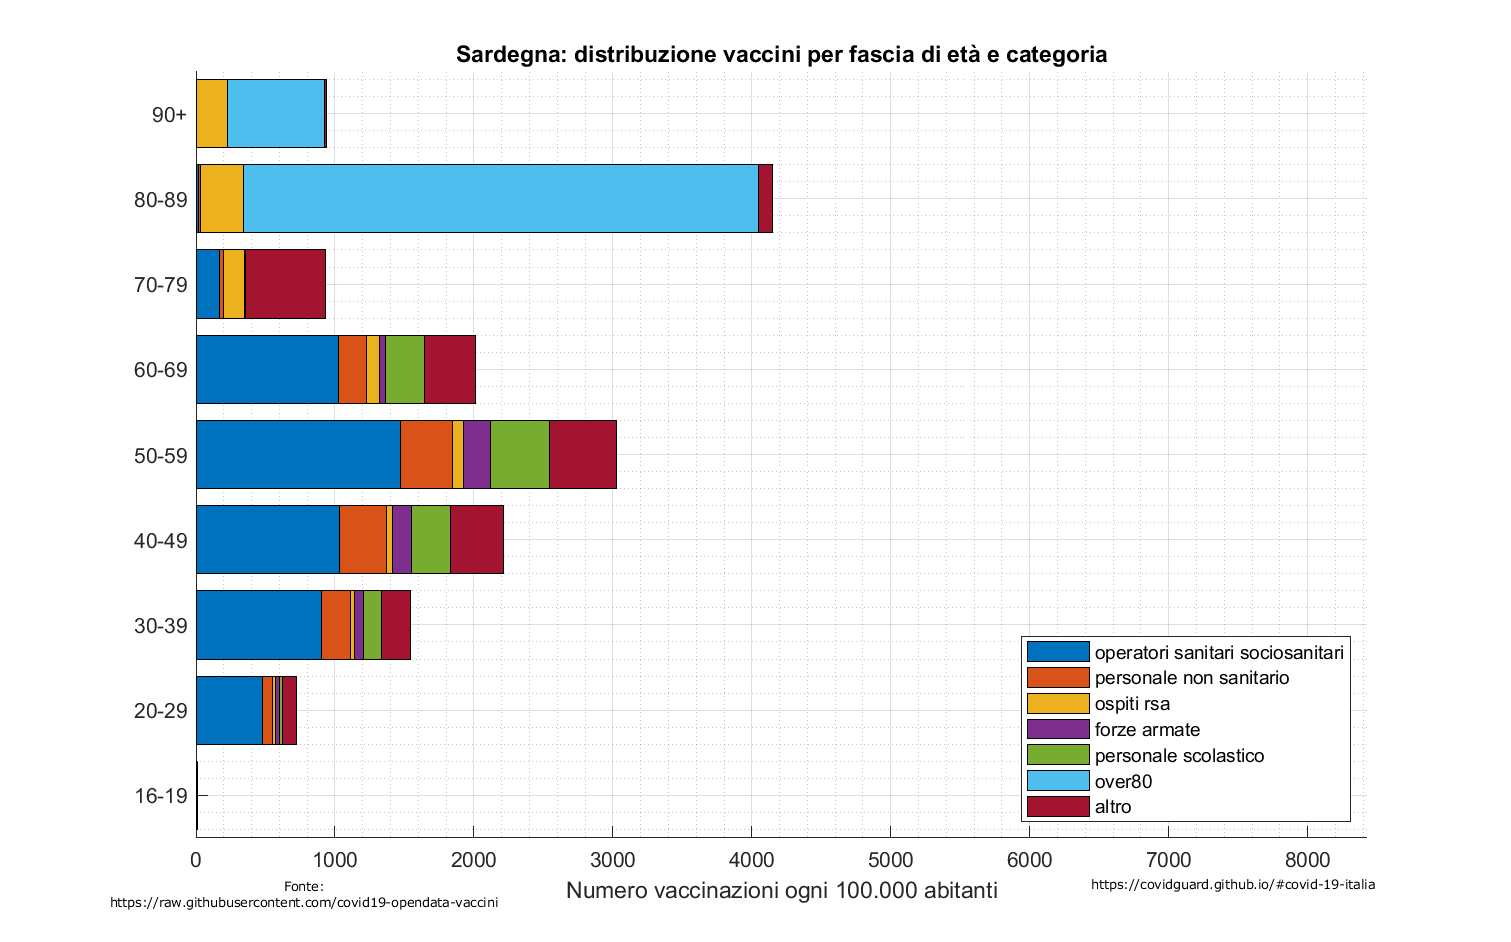 Sardegna: distribuzione vaccini per fascia di età e categoria
90+
80-89
70-79
60-69
50-59
40-49
30-39
20-29
16-19
operatori sanitari sociosanitari
personale non sanitario
ospiti rsa
forze armate
personale scolastico
over80
altro
0 1000 2000 3000 4000 5000 6000 7000 8000
Numero vaccinazioni ogni 100.000 abitanti
Fonte:
https://raw.githubusercontent.com/covid19-opendata-vaccini
https://covidguard.github.io/#covid-19-italia